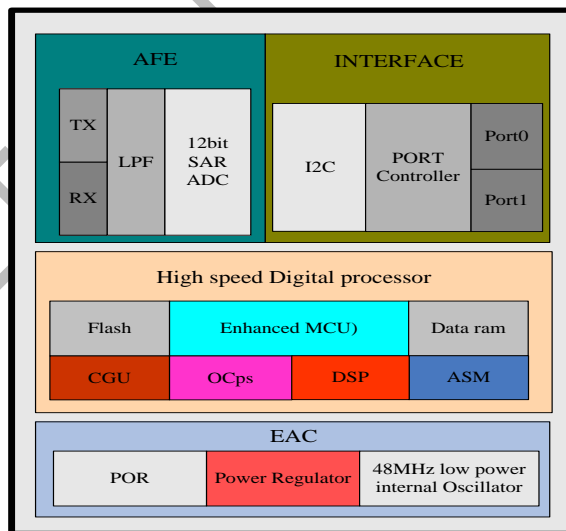 AFE
INTERFACE
TX
RX
LPF
12bit
SAR
ADC
I2C
PORT
Controller
Port0
Port1
High speed Digital processor
Flash
Enhanced MCU)
Data ram
CGU
OCps
DSP
ASM
EAC
POR
Power Regulator
48MHz low power
internal Oscillator